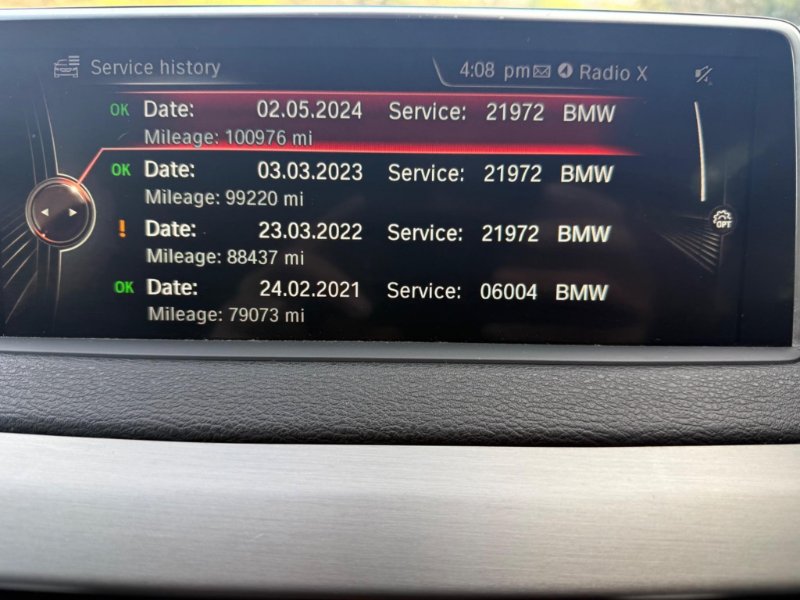 Service history 4:08 pm Radio X
OK Date: 02.05.2024 Service: 21972 BMW
Mileage: 100976 mi
OK Date: 03.03.2023 Service: 21972 BMW
Mileage: 99220 mi
! Date: 23.03.2022 Service: 21972 BMW
Mileage: 88437 mi
OPT
OK Date: 24.02.2021 Service: 06004 BMW
Mileage: 79073 mi